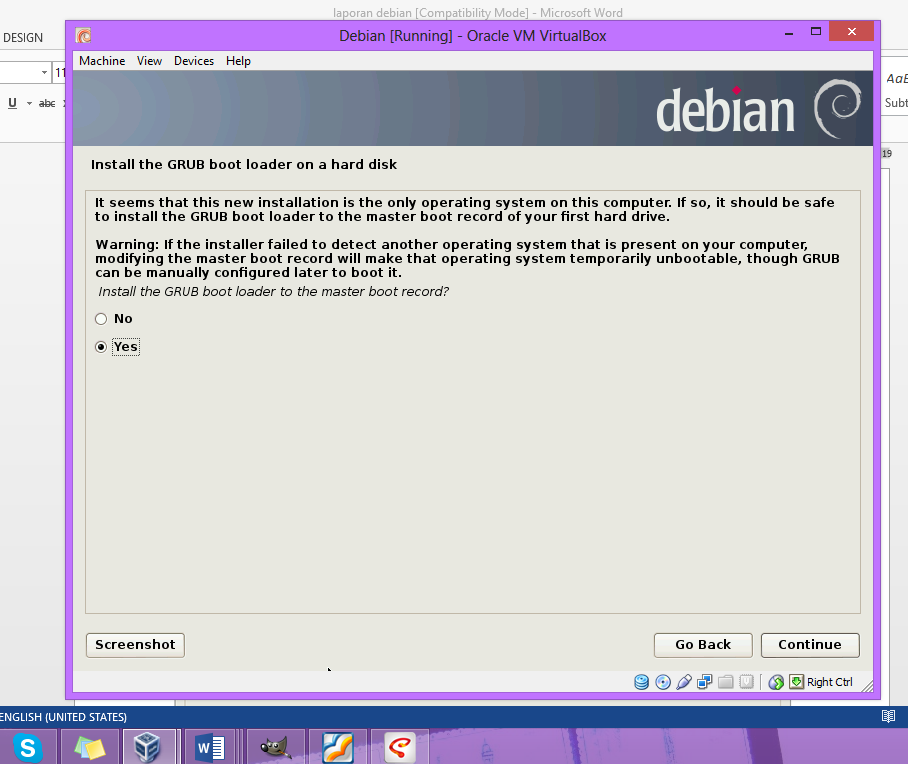 laporan debian [Compatibility Mode] - Microsoft Word
DESIGN
Debian [Running] - Oracle VM VirtualBox
Machine View Devices Help
11
U abc
debian
Install the GRUB boot loader on a hard disk
It seems that this new installation is the only operating system on this computer. If so, it should be safe
to install the GRUB boot loader to the master boot record of your first hard drive.
Warning: If the installer failed to detect another operating system that is present on your computer,
modifying the master boot record will make that operating system temporarily unbootable, though GRUB
can be manually configured later to boot it.
Install the GRUB boot loader to the master boot record?
No
Yes
Screenshot
Go Back
Continue
Right Ctrl
Subt
19
ENGLISH (UNITED STATES)